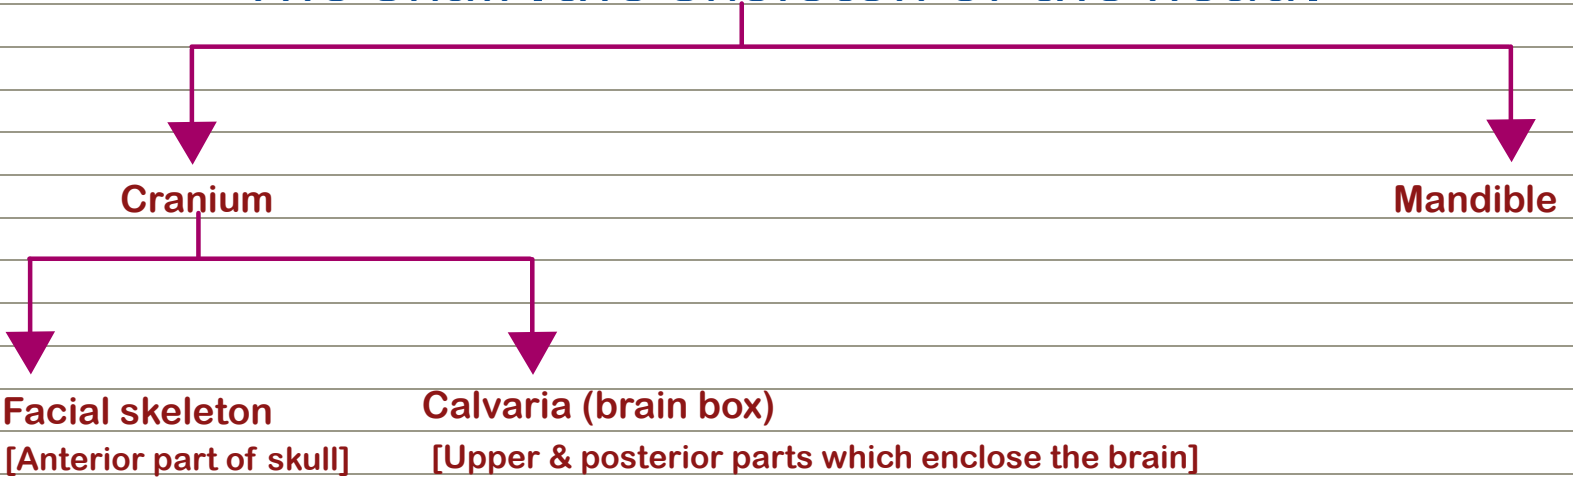 Cranium
Mandible
Facial skeleton
Calvaria (brain box)
[Anterior part of skull]
[Upper & posterior parts which enclose the brain]